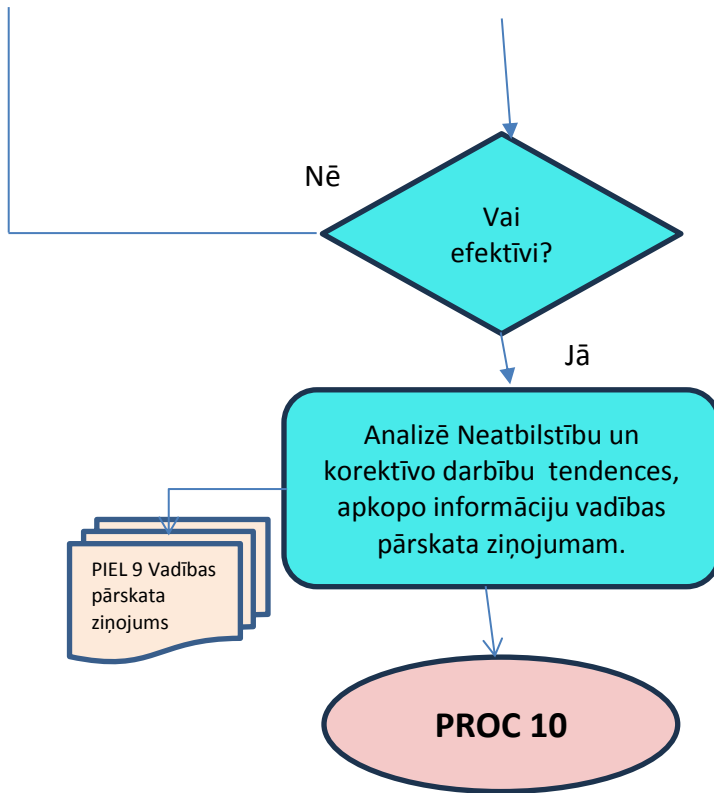 Nē
Vai
efektīvi?
Jā
Analizē Neatbilstību un
korektīvo darbību  tendences,
apkopo informāciju vadības
pārskata ziņojumam.
PIEL 9 Vadības
pārskata
ziņojums
PROC 10